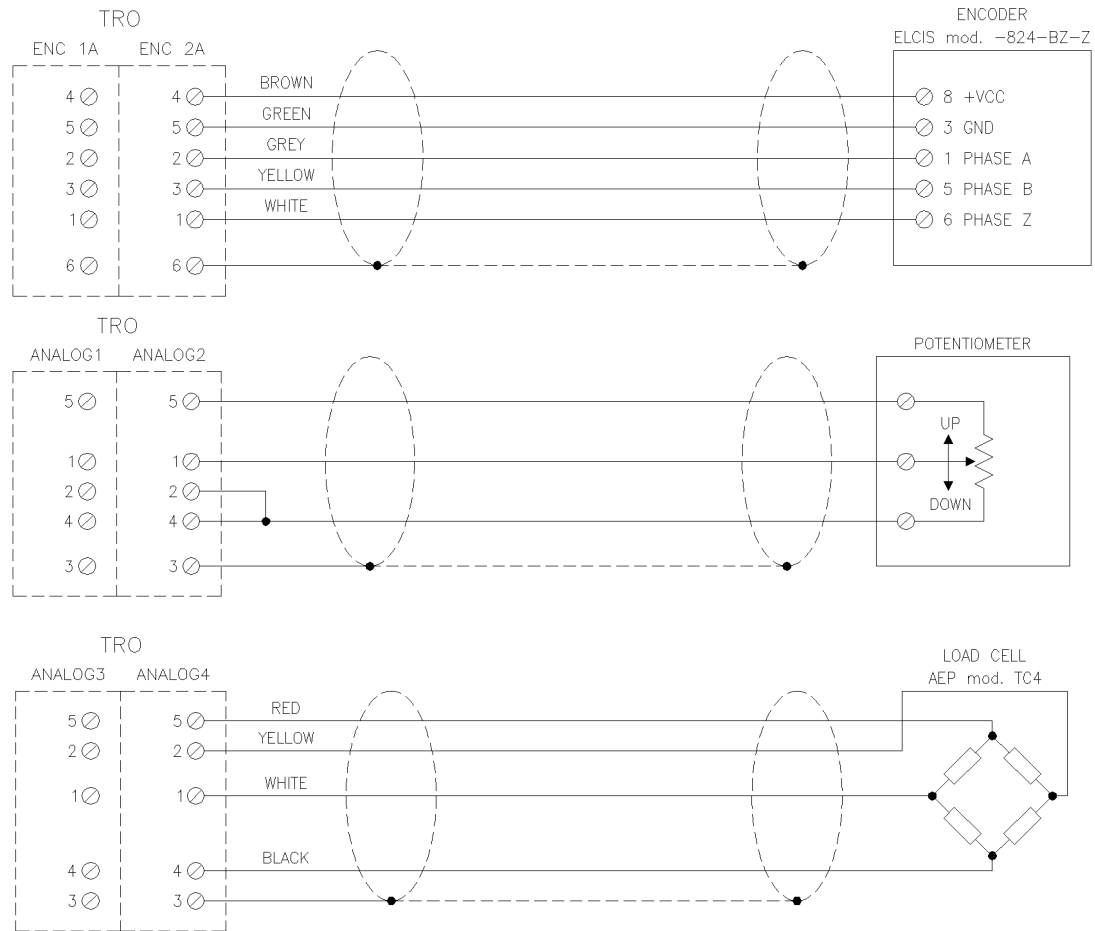 TRO
ENC 1A ENC 2A
ENCODER
ELCIS mod. -824-BZ-Z
4 4 BROWN 8 +VCC
5 5 GREEN 3 GND
2 2 GREY 1 PHASE A
3 3 YELLOW 5 PHASE B
1 1 WHITE 6 PHASE Z
6 6
TRO
ANALOG1 ANALOG2
POTENTIOMETER
5 5
UP
1 1
2 2
DOWN
4 4
3 3
TRO
ANALOG3 ANALOG4
LOAD CELL
AEP mod. TC4
5 5 RED
2 2 YELLOW
1 1 WHITE
4 4 BLACK
3 3